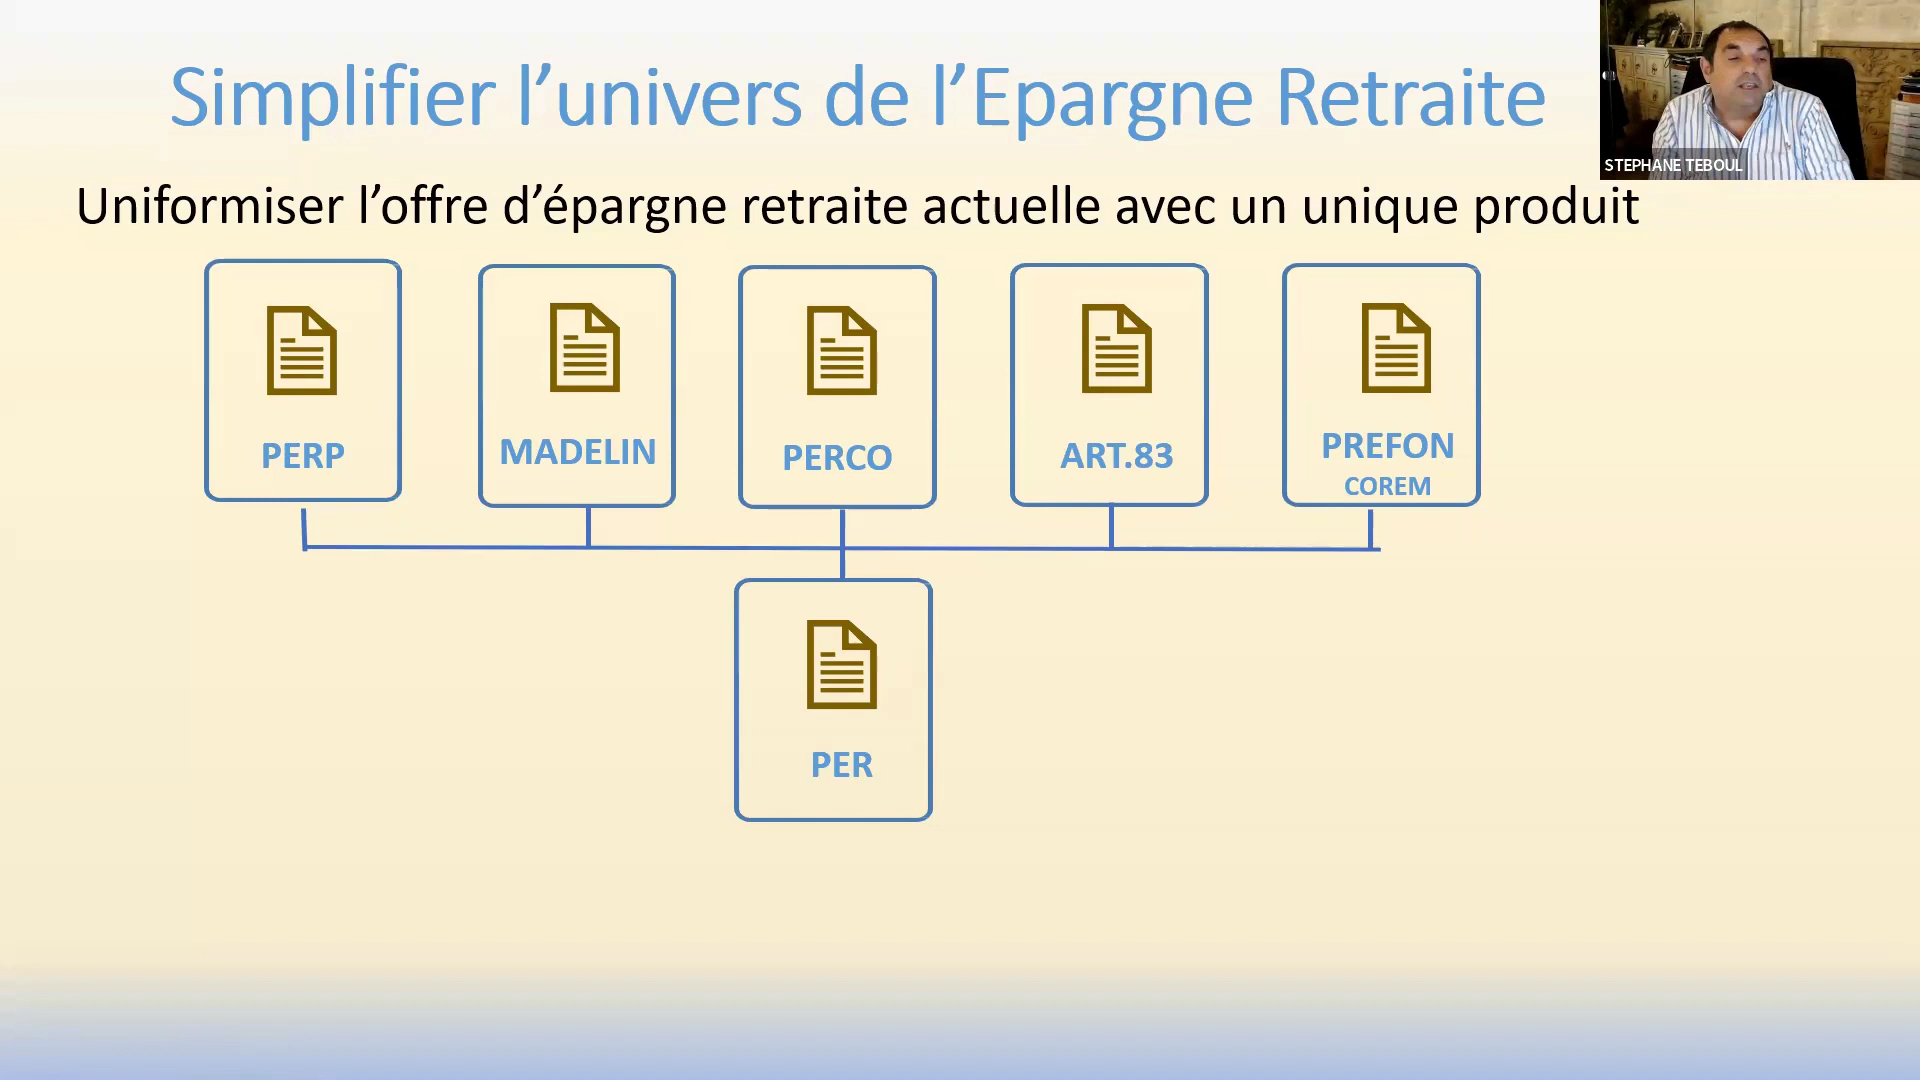 Simplifier l’univers de l’Epargne Retraite
STEPHANE TEBOUL
Uniformiser l’offre d’épargne retraite actuelle avec un unique produit
PERP
MADELIN
PERCO
ART.83
PREFON
COREM
PER